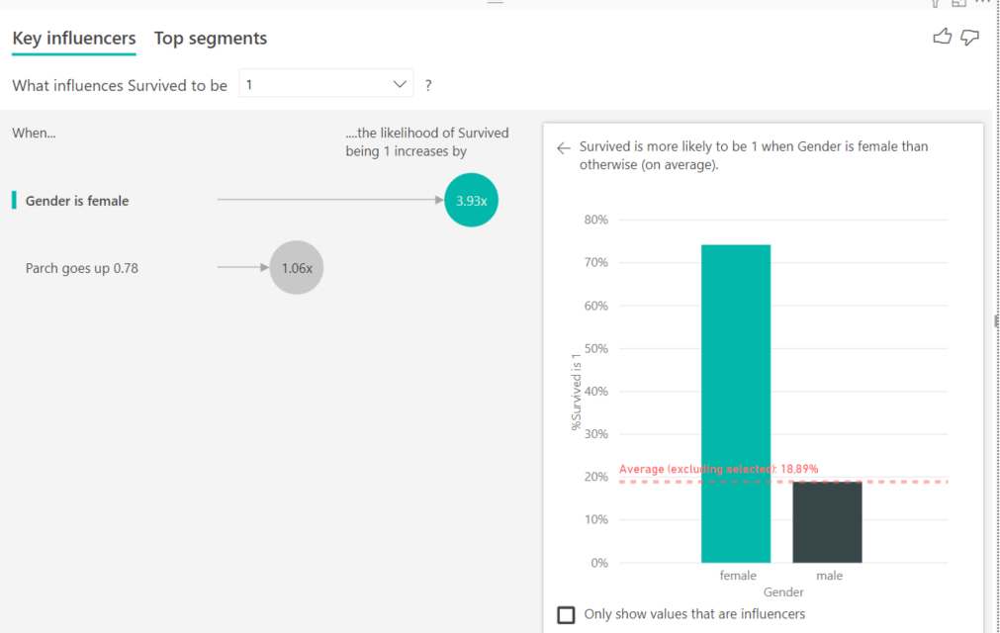 Key influencers Top segments
What influences Survived to be 1 ?
When...
....the likelihood of Survived
being 1 increases by
Gender is female 3.93x
Parch goes up 0.78 1.06x
Survived is more likely to be 1 when Gender is female than
otherwise (on average).
80%
70%
60%
50%
40%
30%
20%
10%
0%
%Survived is 1
Average (excluding selected): 18.89%
female male
Gender
Only show values that are influencers